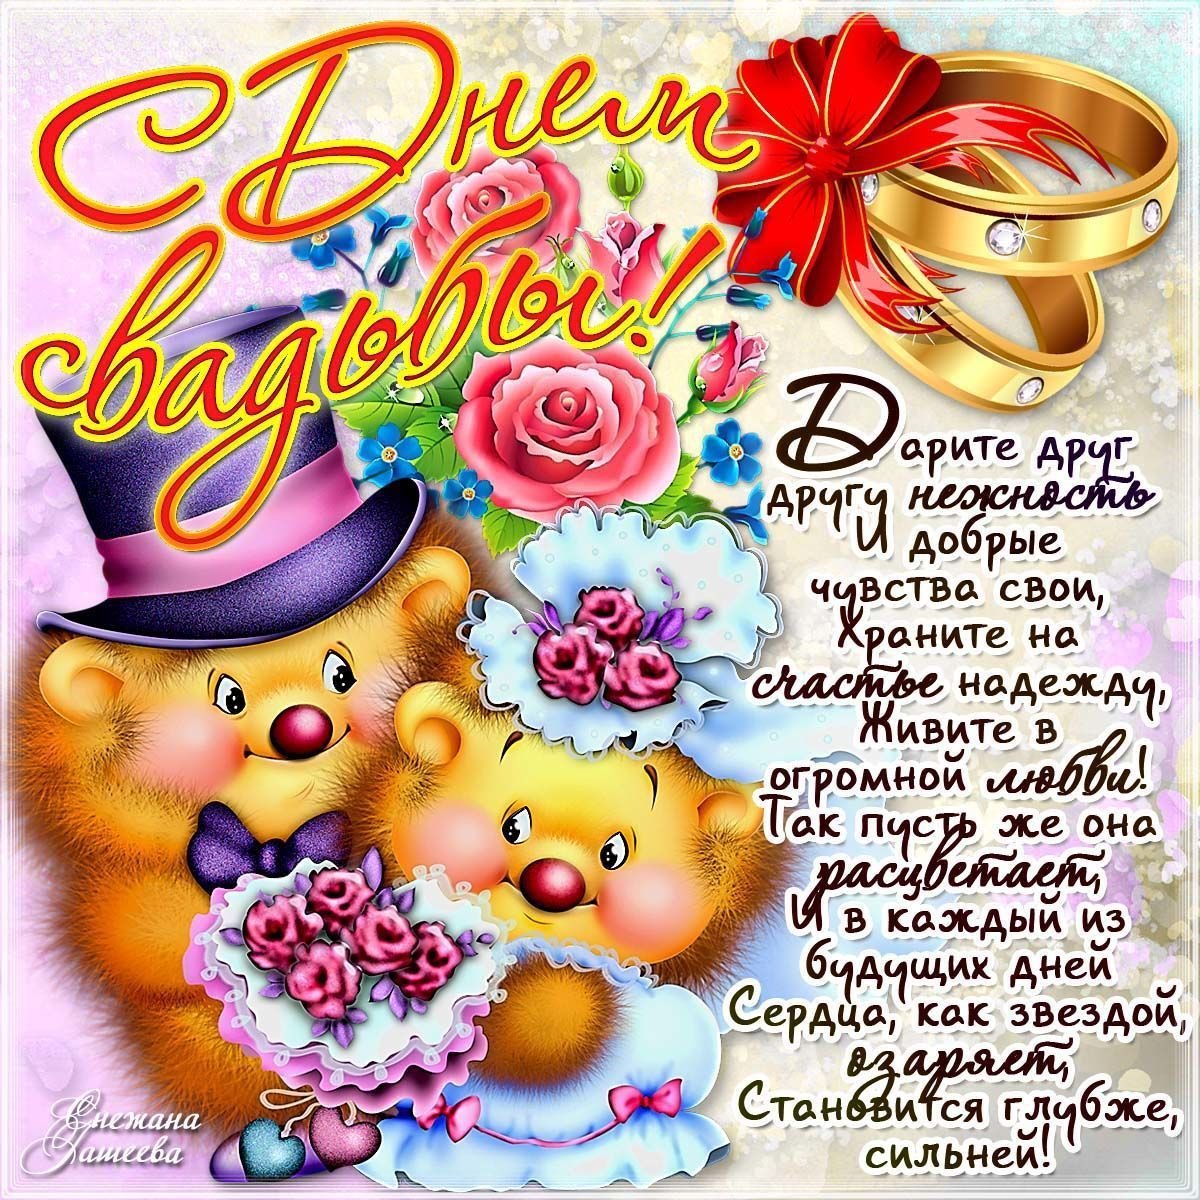 С Днем
свадьбы!
Дарите друг
другу нежность
И добрые
чувства свои,
Храните на
счастье надежду,
Живите в
огромной любви!
Так пусть же она
расцветает,
И в каждый из
будущих дней
Сердца, как звездой,
озаряет,
Становится глубже,
сильней!
Снежана
Гашеева